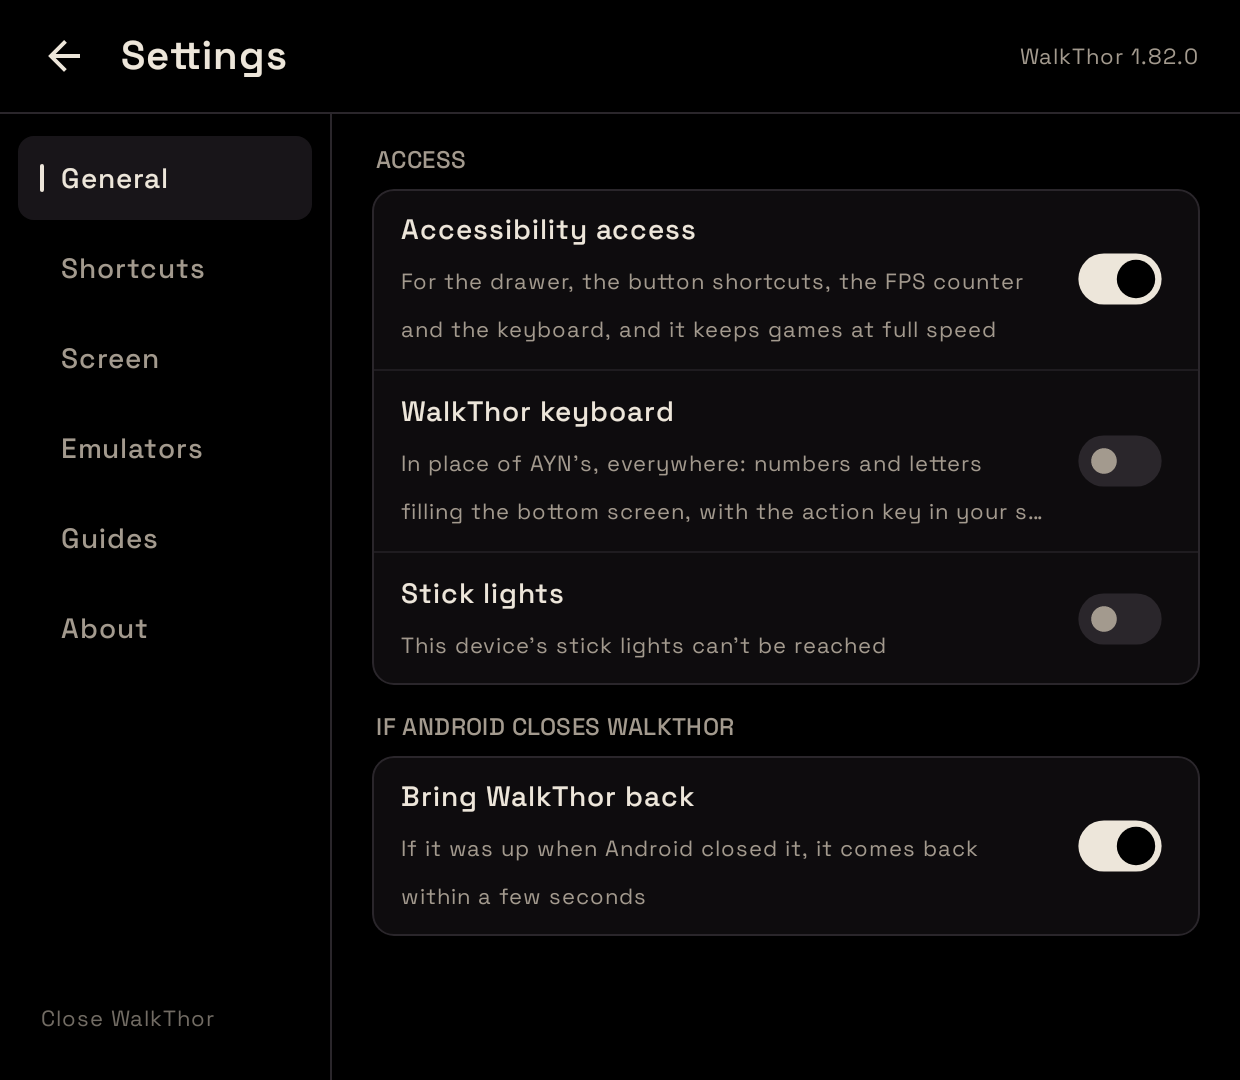 Settings
WalkThor 1.82.0
General
Shortcuts
Screen
Emulators
Guides
About
Close WalkThor
ACCESS
Accessibility access
For the drawer, the button shortcuts, the FPS counter
and the keyboard, and it keeps games at full speed
WalkThor keyboard
In place of AYN’s, everywhere: numbers and letters
filling the bottom screen, with the action key in your s…
Stick lights
This device’s stick lights can’t be reached
IF ANDROID CLOSES WALKTHOR
Bring WalkThor back
If it was up when Android closed it, it comes back
within a few seconds